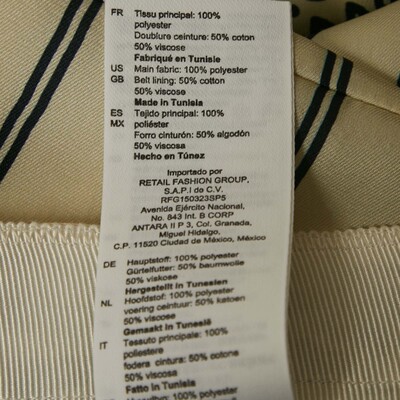 FR Tissu principal: 100%
polyester
Doublure ceinture: 50% coton
50% viscose
Fabriqué en Tunisie
US Main fabric: 100% polyester
GB Belt lining: 50% cotton
50% viscose
Made in Tunisia
ES Tejido principal: 100%
MX poliéster
Forro cinturón: 50% algodón
50% viscosa
Hecho en Túnez
Importado por
RETAIL FASHION GROUP,
S.A.P.I de C.V.
RFG150323SP5
Avenida Ejército Nacional,
No. 843 Int. B CORP
ANTARA II P 3, Col. Granada,
Miguel Hidalgo,
C.P. 11520 Ciudad de México, México
DE Hauptstoff: 100% polyester
Gürtelfutter: 50% baumwolle
50% viskose
Hergestellt in Tunesien
NL Hoofdstof: 100% polyester
voering ceintuur: 50% katoen
50% viscose
Gemaakt in Tunesië
IT Tessuto principale: 100%
poliestere
fodera cintura: 50% cotone
50% viscosa
Fatto in Tunisia
100% polyester